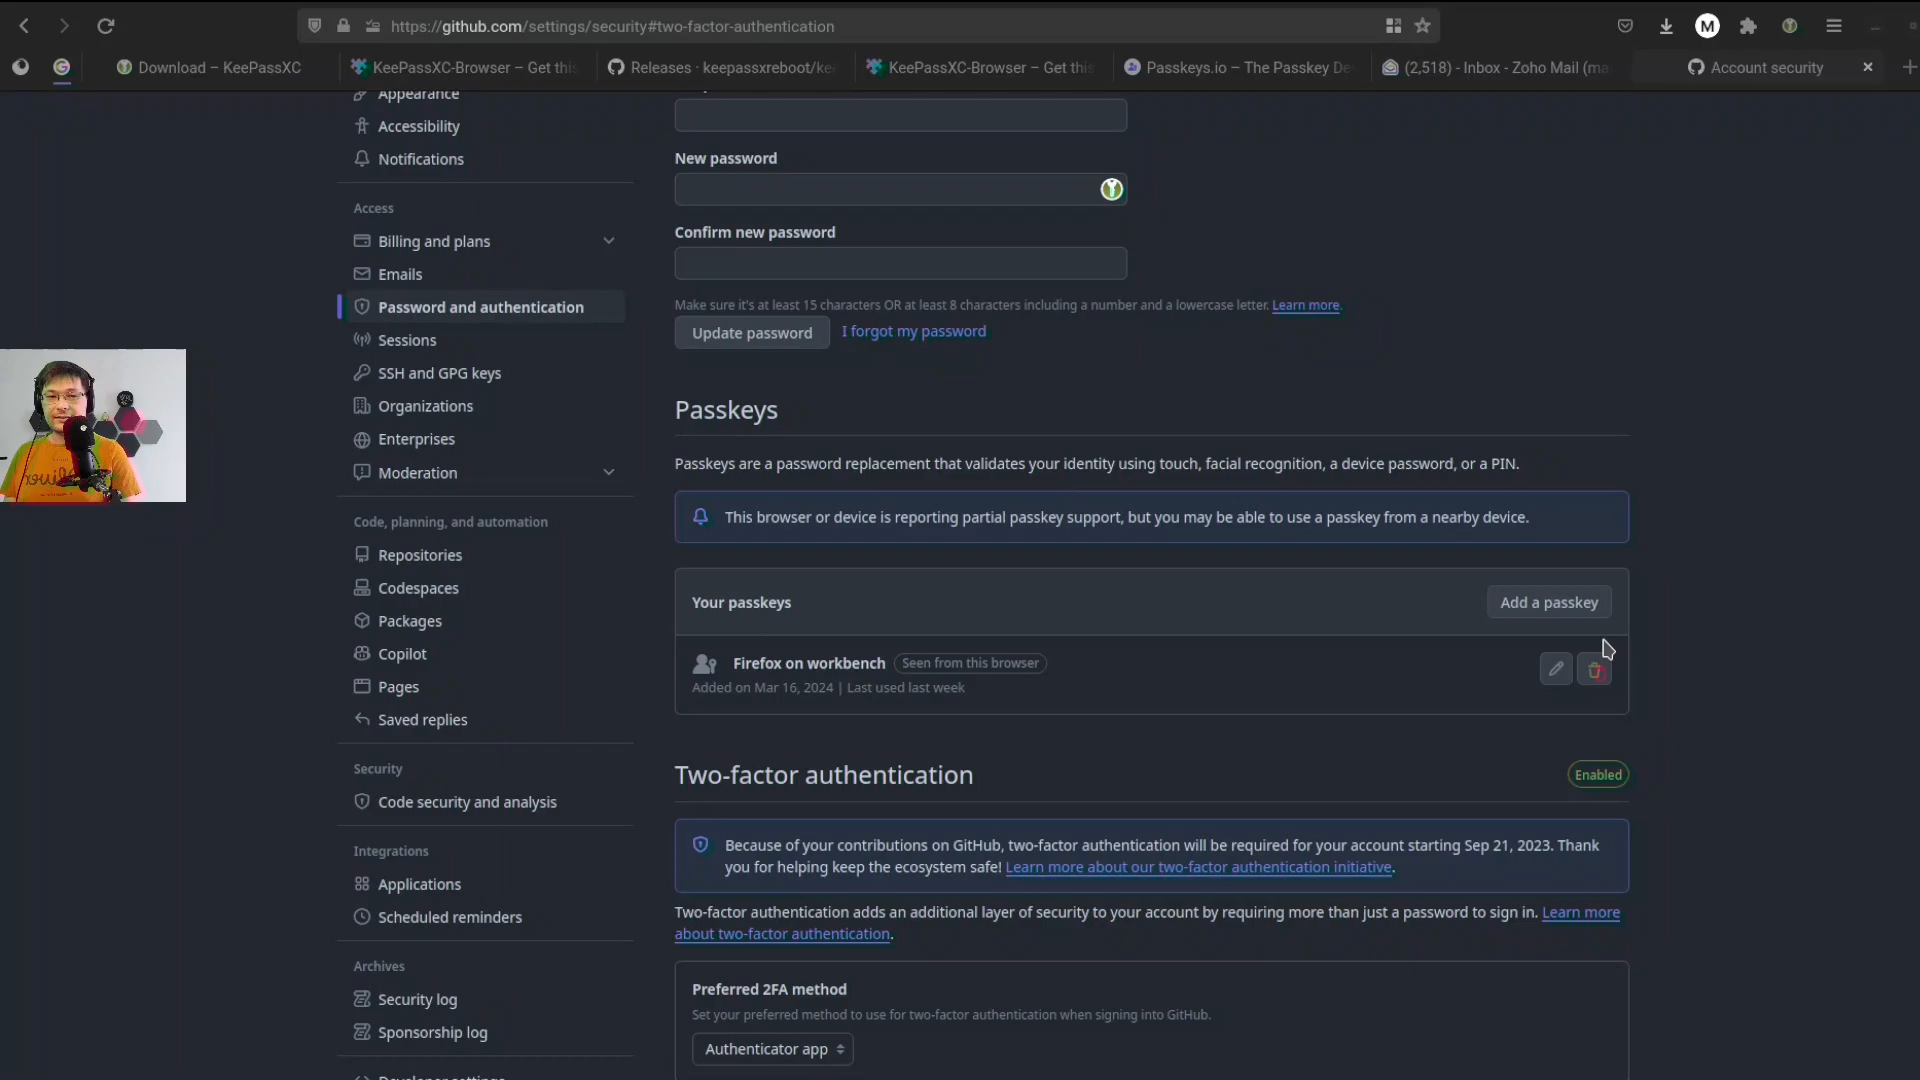 https://github.com/settings/security#two-factor-authentication
M
Download – KeePassXC
KeePassXC-Browser – Get this
Releases · keepassxreboot/ke
KeePassXC-Browser – Get this
Passkeys.io – The Passkey De
(2,518) - Inbox - Zoho Mail (ma
Account security
Appearance
Accessibility
Notifications
Access
Billing and plans
Emails
Password and authentication
Sessions
SSH and GPG keys
Organizations
Enterprises
Moderation
Code, planning, and automation
Repositories
Codespaces
Packages
Copilot
Pages
Saved replies
Security
Code security and analysis
Integrations
Applications
Scheduled reminders
Archives
Security log
Sponsorship log
Developer settings
New password
Confirm new password
Make sure it's at least 15 characters OR at least 8 characters including a number and a lowercase letter. Learn more.
Update password
I forgot my password
Passkeys
Passkeys are a password replacement that validates your identity using touch, facial recognition, a device password, or a PIN.
This browser or device is reporting partial passkey support, but you may be able to use a passkey from a nearby device.
Your passkeys
Add a passkey
Firefox on workbench
Seen from this browser
Added on Mar 16, 2024 | Last used last week
Two-factor authentication
Enabled
Because of your contributions on GitHub, two-factor authentication will be required for your account starting Sep 21, 2023. Thank
you for helping keep the ecosystem safe! Learn more about our two-factor authentication initiative.
Two-factor authentication adds an additional layer of security to your account by requiring more than just a password to sign in. Learn more
about two-factor authentication.
Preferred 2FA method
Set your preferred method to use for two-factor authentication when signing into GitHub.
Authenticator app